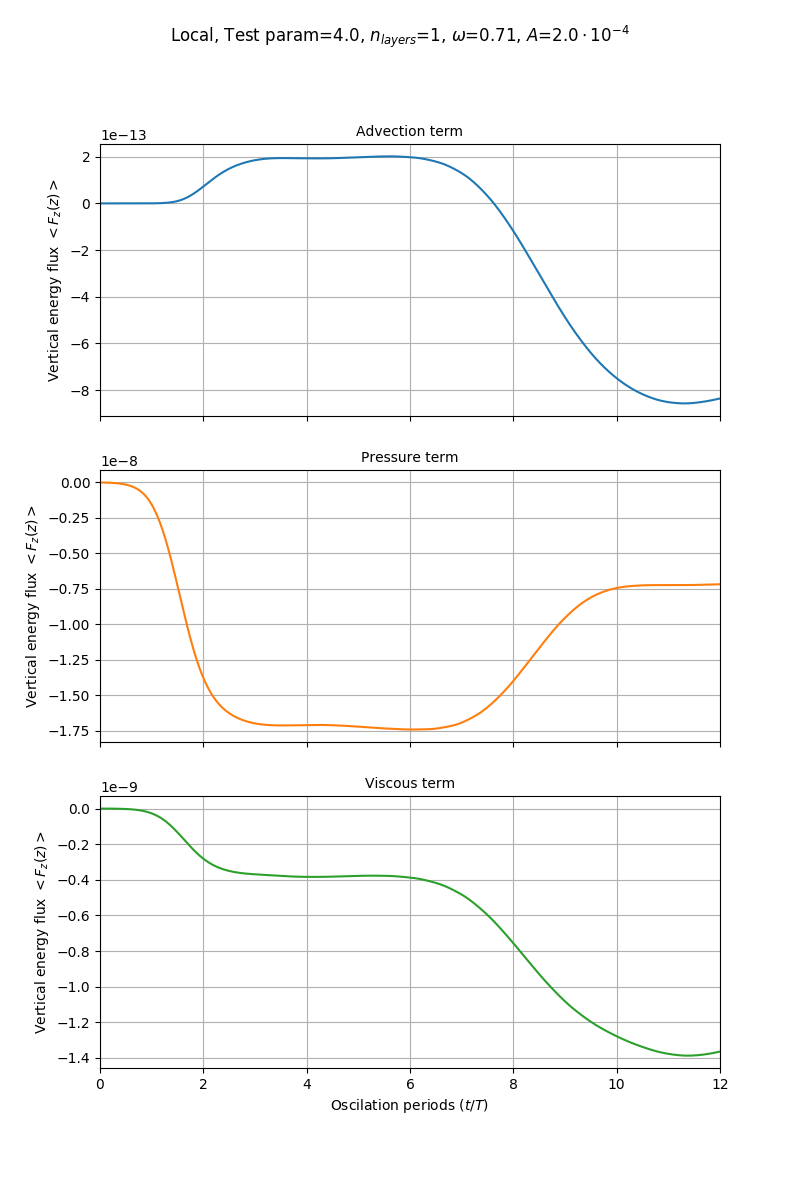 Local, Test param=4.0, $n_{layers}$=1, $\omega$=0.71, $A$=2.0 · 10$^{-4}$
Advection term
1e−13
Vertical energy flux $< F_z(z) >$
2
0
−2
−4
−6
−8
Pressure term
1e−8
Vertical energy flux $< F_z(z) >$
0.00
−0.25
−0.50
−0.75
−1.00
−1.25
−1.50
−1.75
Viscous term
1e−9
Vertical energy flux $< F_z(z) >$
0.0
−0.2
−0.4
−0.6
−0.8
−1.0
−1.2
−1.4
0 2 4 6 8 10 12
Oscilation periods ($t/T$)